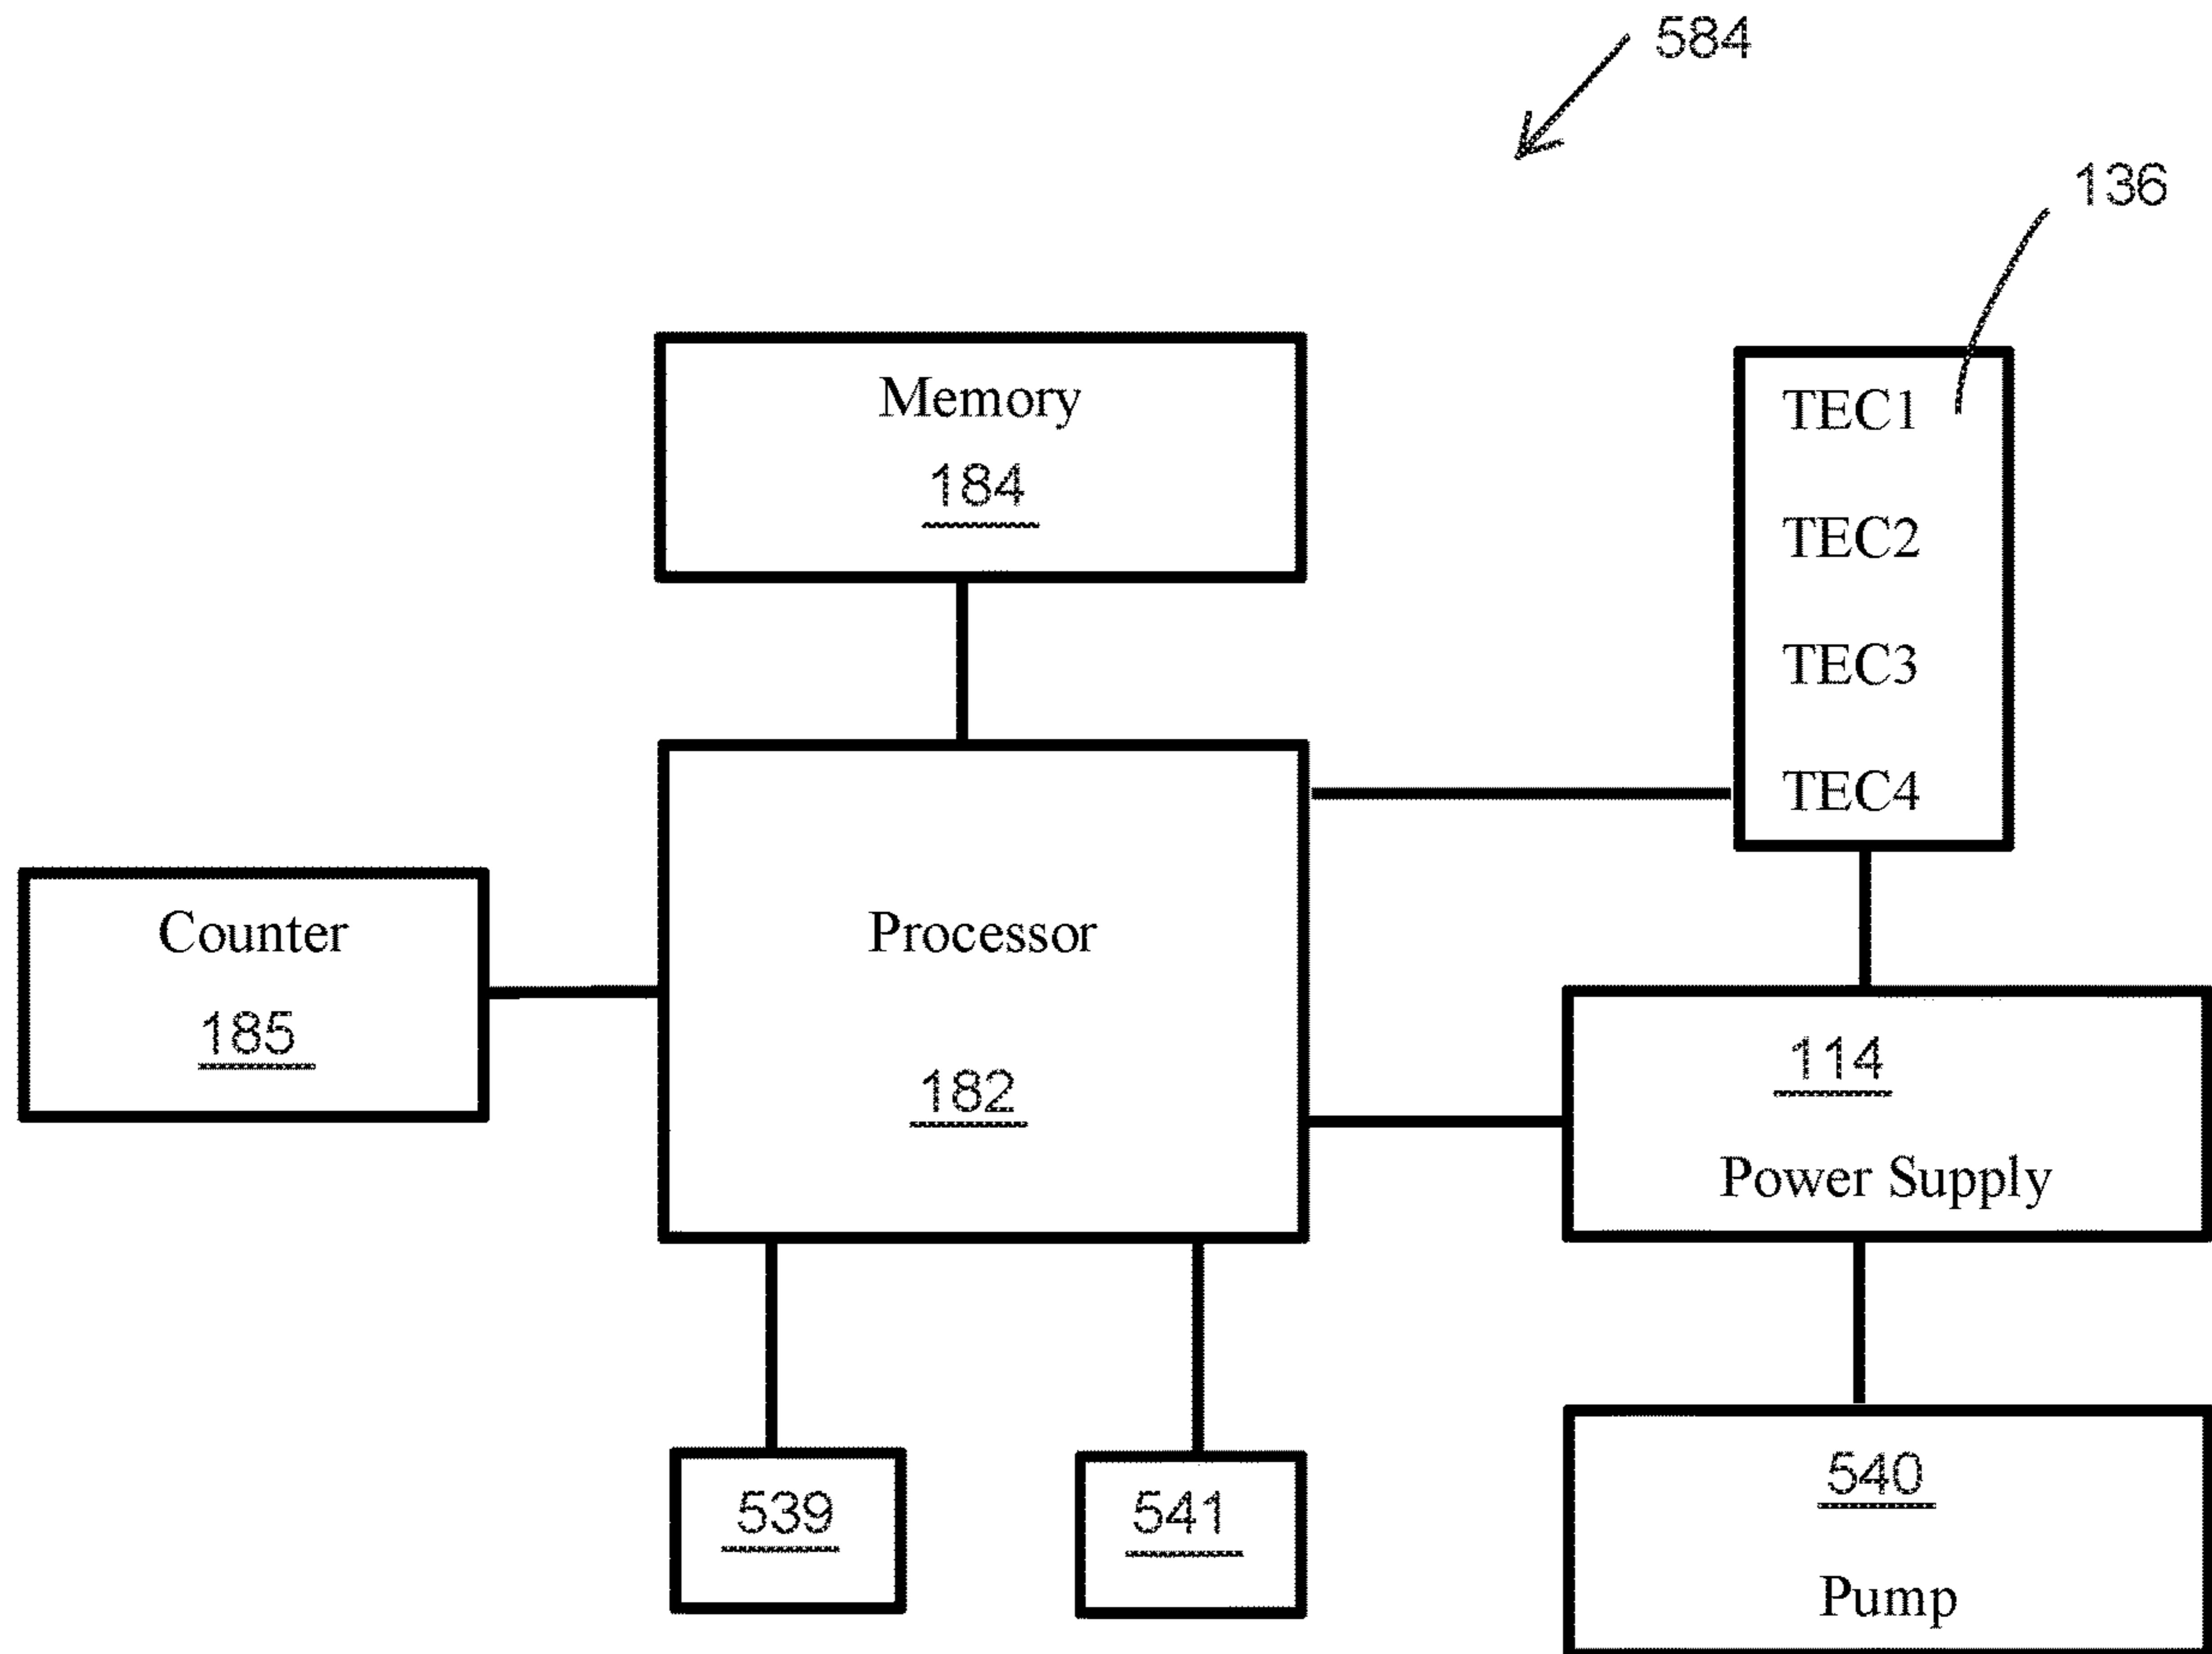 584
136
Memory
184
TEC1
TEC2
TEC3
TEC4
Counter
185
Processor
182
114
Power Supply
539
541
540
Pump